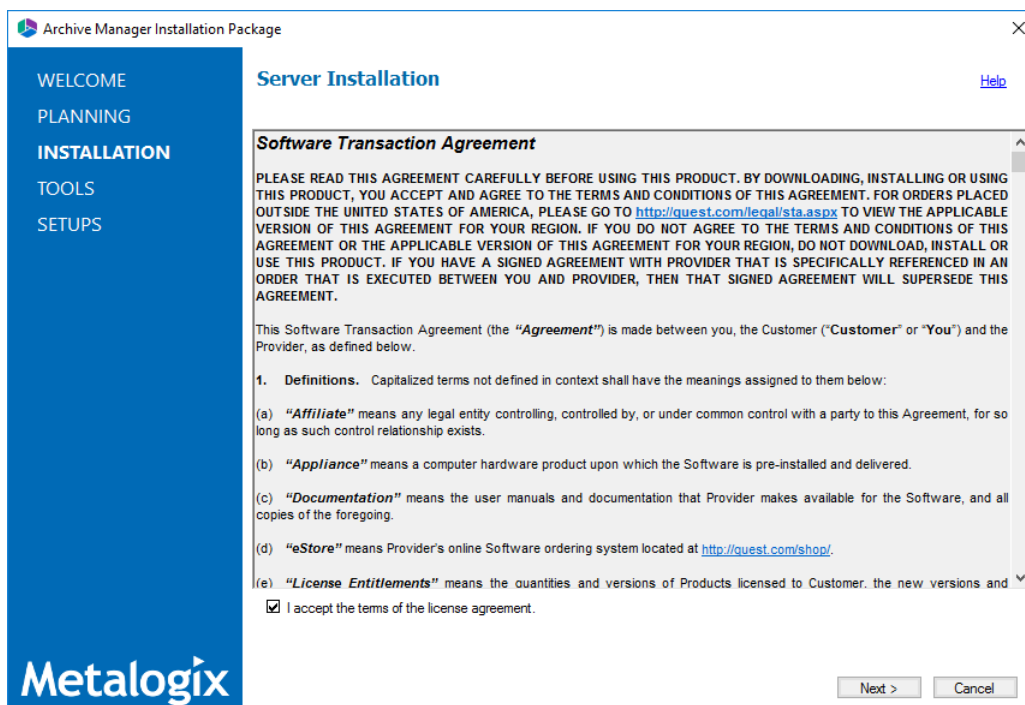 Archive Manager Installation Package
WELCOME
PLANNING
INSTALLATION
TOOLS
SETUPS
Server Installation
Help
Software Transaction Agreement
PLEASE READ THIS AGREEMENT CAREFULLY BEFORE USING THIS PRODUCT. BY DOWNLOADING, INSTALLING OR USING
THIS PRODUCT, YOU ACCEPT AND AGREE TO THE TERMS AND CONDITIONS OF THIS AGREEMENT. FOR ORDERS PLACED
OUTSIDE THE UNITED STATES OF AMERICA, PLEASE GO TO http://quest.com/legal/sta.aspx TO VIEW THE APPLICABLE
VERSION OF THIS AGREEMENT FOR YOUR REGION. IF YOU DO NOT AGREE TO THE TERMS AND CONDITIONS OF THIS
AGREEMENT OR THE APPLICABLE VERSION OF THIS AGREEMENT FOR YOUR REGION, DO NOT DOWNLOAD, INSTALL OR
USE THIS PRODUCT. IF YOU HAVE A SIGNED AGREEMENT WITH PROVIDER THAT IS SPECIFICALLY REFERENCED IN AN
ORDER THAT IS EXECUTED BETWEEN YOU AND PROVIDER, THEN THAT SIGNED AGREEMENT WILL SUPERSEDE THIS
AGREEMENT.
This Software Transaction Agreement (the “Agreement”) is made between you, the Customer (“Customer” or “You”) and the
Provider, as defined below.
1. Definitions. Capitalized terms not defined in context shall have the meanings assigned to them below:
(a) “Affiliate” means any legal entity controlling, controlled by, or under common control with a party to this Agreement, for so
long as such control relationship exists.
(b) “Appliance” means a computer hardware product upon which the Software is pre-installed and delivered.
(c) “Documentation” means the user manuals and documentation that Provider makes available for the Software, and all
copies of the foregoing.
(d) “eStore” means Provider’s online Software ordering system located at http://quest.com/shop/.
(e) “License Entitlements” means the quantities and versions of Products licensed to Customer, the new versions and
I accept the terms of the license agreement.
Metalogix
Next >
Cancel